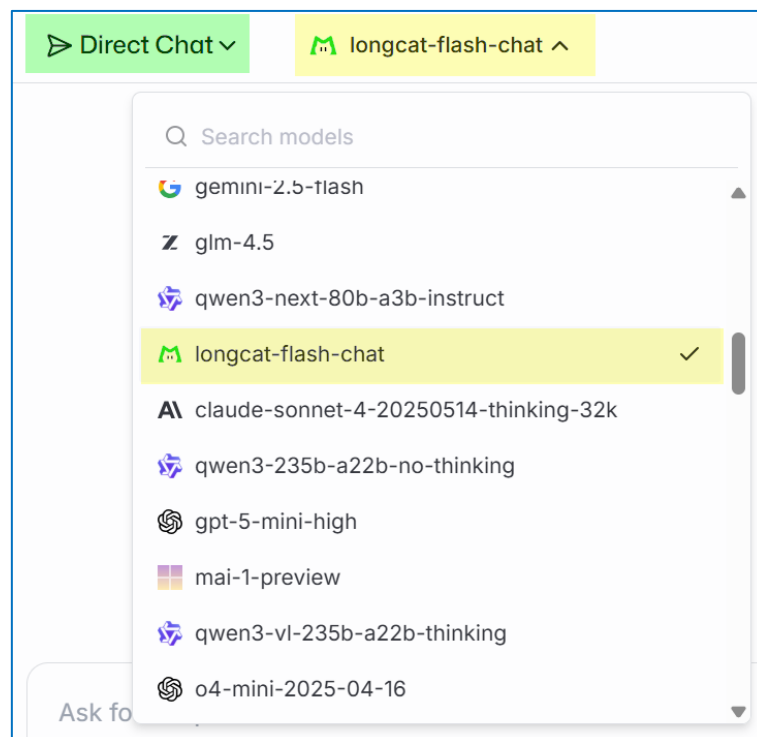 Direct Chat
longcat-flash-chat
Search models
gemini-2.5-flash
glm-4.5
qwen3-next-80b-a3b-instruct
longcat-flash-chat
claude-sonnet-4-20250514-thinking-32k
qwen3-235b-a22b-no-thinking
gpt-5-mini-high
mai-1-preview
qwen3-vl-235b-a22b-thinking
o4-mini-2025-04-16
Ask fo